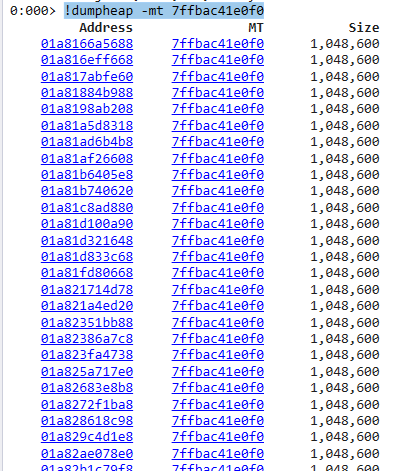 0:000> !dumpheap -mt 7ffbac41e0f0
Address MT Size
01a8166a5688 7ffbac41e0f0 1,048,600
01a816eff668 7ffbac41e0f0 1,048,600
01a817abfe60 7ffbac41e0f0 1,048,600
01a81884b988 7ffbac41e0f0 1,048,600
01a8198ab208 7ffbac41e0f0 1,048,600
01a81a5d8318 7ffbac41e0f0 1,048,600
01a81ad6b4b8 7ffbac41e0f0 1,048,600
01a81af26608 7ffbac41e0f0 1,048,600
01a81b6405e8 7ffbac41e0f0 1,048,600
01a81b740620 7ffbac41e0f0 1,048,600
01a81c8ad880 7ffbac41e0f0 1,048,600
01a81d100a90 7ffbac41e0f0 1,048,600
01a81d321648 7ffbac41e0f0 1,048,600
01a81d833c68 7ffbac41e0f0 1,048,600
01a81fd80668 7ffbac41e0f0 1,048,600
01a821714d78 7ffbac41e0f0 1,048,600
01a821a4ed20 7ffbac41e0f0 1,048,600
01a82351bb88 7ffbac41e0f0 1,048,600
01a82386a7c8 7ffbac41e0f0 1,048,600
01a823fa4738 7ffbac41e0f0 1,048,600
01a825a717e0 7ffbac41e0f0 1,048,600
01a82683e8b8 7ffbac41e0f0 1,048,600
01a8272f1ba8 7ffbac41e0f0 1,048,600
01a828618c98 7ffbac41e0f0 1,048,600
01a829c4d1e8 7ffbac41e0f0 1,048,600
01a82ae078e0 7ffbac41e0f0 1,048,600
01a82b1c79f8 7ffbac41e0f0 1,048,600